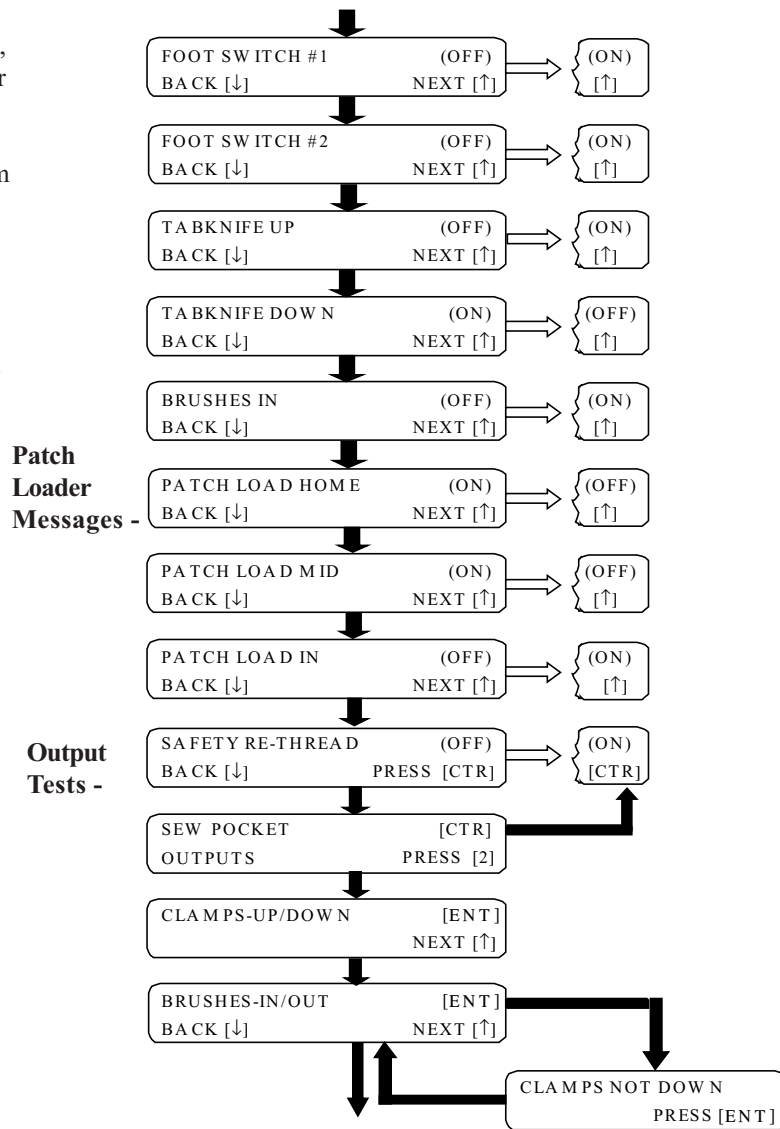 ,
r
FOOT SWITCH #1 (OFF) (ON)
BACK [↓] NEXT [↑] [↑]
FOOT SWITCH #2 (OFF) (ON)
BACK [↓] NEXT [↑] [↑]
TABKNIFE UP (OFF) (ON)
BACK [↓] NEXT [↑] [↑]
TABKNIFE DOWN (ON) (OFF)
BACK [↓] NEXT [↑] [↑]
BRUSHES IN (OFF) (ON)
BACK [↓] NEXT [↑] [↑]
Patch
Loader
Messages -
PATCH LOAD HOME (ON) (OFF)
BACK [↓] NEXT [↑] [↑]
PATCH LOAD MID (ON) (OFF)
BACK [↓] NEXT [↑] [↑]
PATCH LOAD IN (OFF) (ON)
BACK [↓] NEXT [↑] [↑]
Output
Tests -
SAFETY RE-THREAD (OFF) (ON)
BACK [↓] PRESS [CTR] [CTR]
SEW POCKET [CTR]
OUTPUTS PRESS [2]
CLAMPS-UP/DOWN [ENT]
NEXT [↑]
BRUSHES-IN/OUT [ENT]
BACK [↓] NEXT [↑]
CLAMPS NOT DOWN
PRESS [ENT]